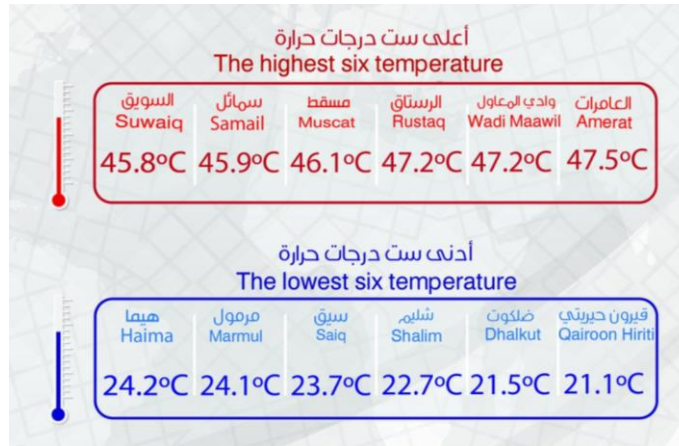 أعلى ست درجات حرارة
The highest six temperature
السويق سمائل مسقط الرستاق وادي المعاول العامرات
Suwaiq Samail Muscat Rustaq Wadi Maawil Amerat
45.8ºC 45.9ºC 46.1ºC 47.2ºC 47.2ºC 47.5ºC
أدنى ست درجات حرارة
The lowest six temperature
هيما مرمول سيق شليم ضلكوت قيرون حيريتي
Haima Marmul Saiq Shalim Dhalkut Qairoon Hiriti
24.2ºC 24.1ºC 23.7ºC 22.7ºC 21.5ºC 21.1ºC